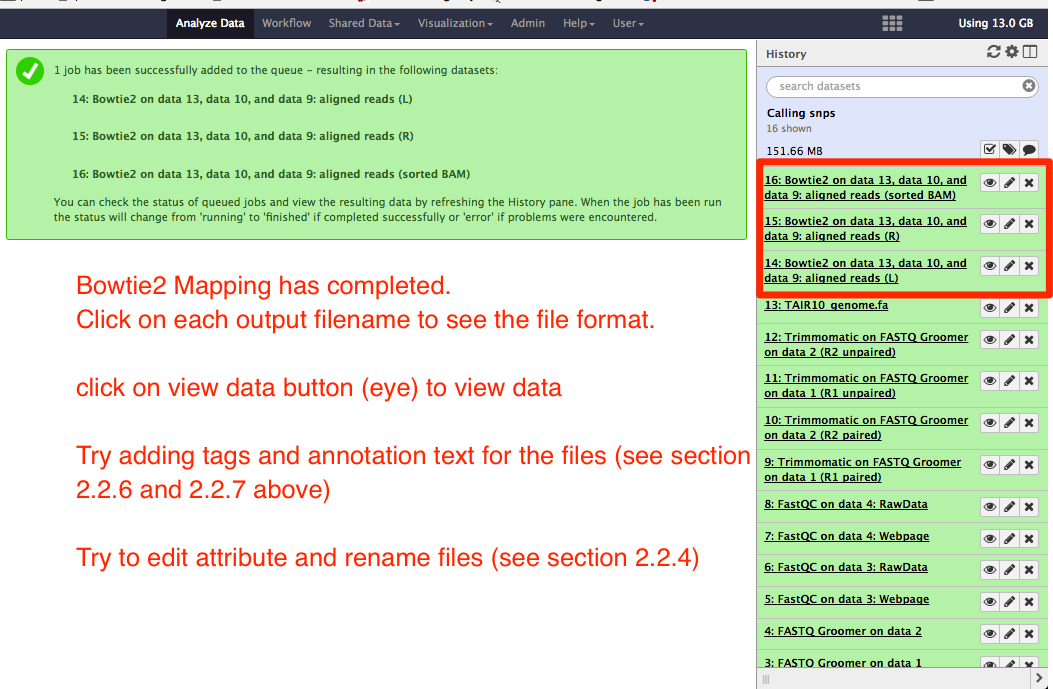 Analyze Data Workflow Shared Data Visualization Admin Help User Using 13.0 GB
1 job has been successfully added to the queue - resulting in the following datasets:
14: Bowtie2 on data 13, data 10, and data 9: aligned reads (L)
15: Bowtie2 on data 13, data 10, and data 9: aligned reads (R)
16: Bowtie2 on data 13, data 10, and data 9: aligned reads (sorted BAM)
You can check the status of queued jobs and view the resulting data by refreshing the History pane. When the job has been run
the status will change from 'running' to 'finished' if completed successfully or 'error' if problems were encountered.
Bowtie2 Mapping has completed.
Click on each output filename to see the file format.
click on view data button (eye) to view data
Try adding tags and annotation text for the files (see section
2.2.6 and 2.2.7 above)
Try to edit attribute and rename files (see section 2.2.4)
History
search datasets
Calling snps
16 shown
151.66 MB
16: Bowtie2 on data 13, data 10, and
data 9: aligned reads (sorted BAM)
15: Bowtie2 on data 13, data 10, and
data 9: aligned reads (R)
14: Bowtie2 on data 13, data 10, and
data 9: aligned reads (L)
13: TAIR10_genome.fa
12: Trimmomatic on FASTQ Groomer
on data 2 (R2 unpaired)
11: Trimmomatic on FASTQ Groomer
on data 1 (R1 unpaired)
10: Trimmomatic on FASTQ Groomer
on data 2 (R2 paired)
9: Trimmomatic on FASTQ Groomer
on data 1 (R1 paired)
8: FastQC on data 4: RawData
7: FastQC on data 4: Webpage
6: FastQC on data 3: RawData
5: FastQC on data 3: Webpage
4: FASTQ Groomer on data 2
3: FASTQ Groomer on data 1